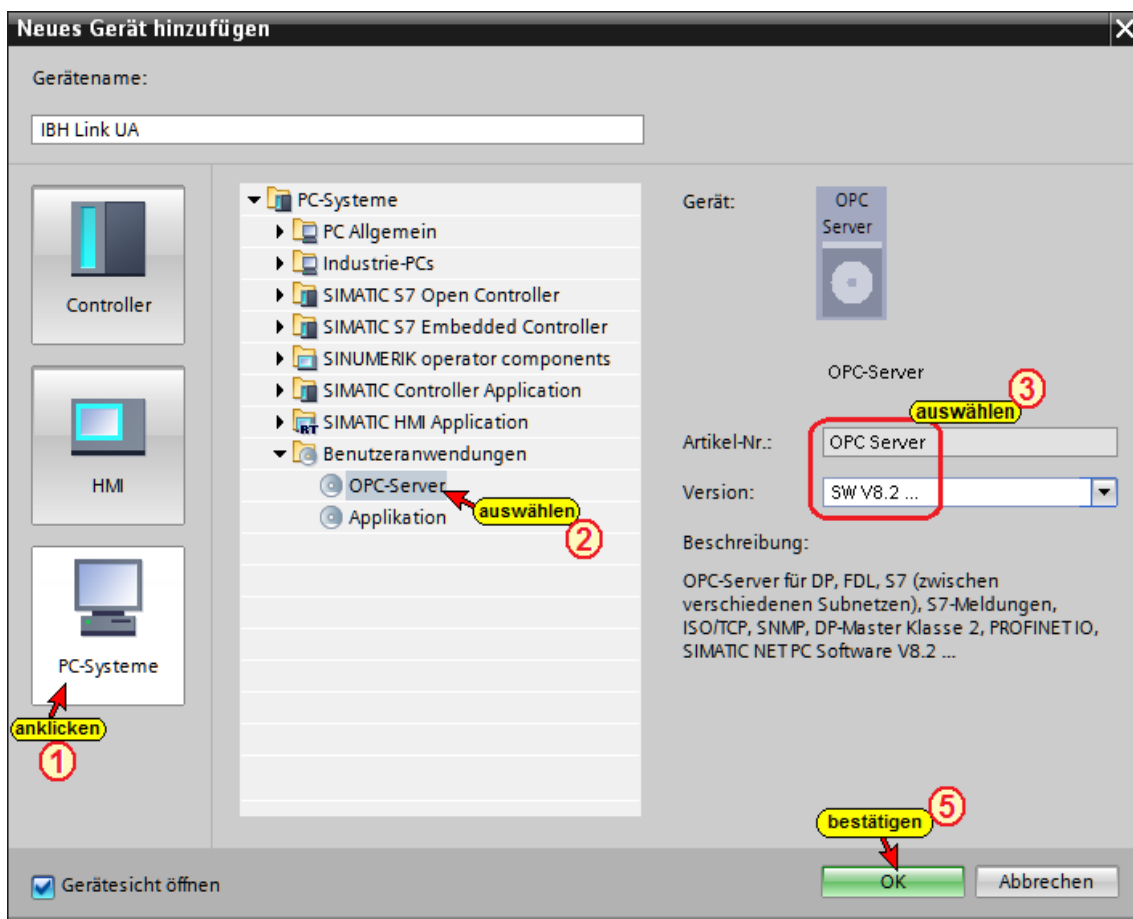 Neues Gerät hinzufügen
Gerätename:
IBH Link UA
Controller
HMI
PC-Systeme
anklicken
1
PC-Systeme
PC Allgemein
Industrie-PCs
SIMATIC S7 Open Controller
SIMATIC S7 Embedded Controller
SINUMERIK operator components
SIMATIC Controller Application
RT SIMATIC HMI Application
Benutzeranwendungen
OPC-Server
auswählen
2
Applikation
Gerät:
OPC
Server
OPC-Server
auswählen
3
Artikel-Nr.: OPC Server
Version: SW V8.2 ...
Beschreibung:
OPC-Server für DP, FDL, S7 (zwischen
verschiedenen Subnetzen), S7-Meldungen,
ISO/TCP, SNMP, DP-Master Klasse 2, PROFINET IO,
SIMATIC NET PC Software V8.2 ...
bestätigen
5
Gerätesicht öffnen
OK
Abbrechen